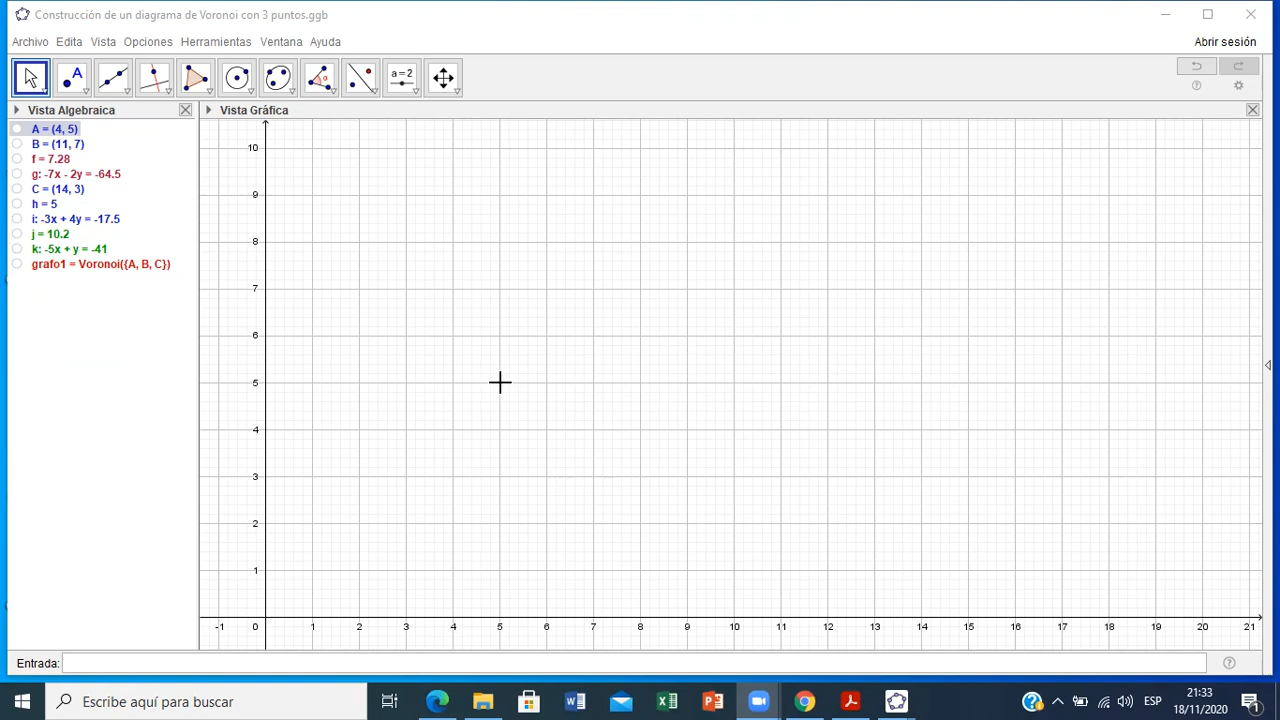 Construcción de un diagrama de Voronoi con 3 puntos.ggb
Archivo Edita Vista Opciones Herramientas Ventana Ayuda
Abrir sesión
A
α
a=2
Vista Algebraica
Vista Gráfica
A = (4, 5)
B = (11, 7)
f = 7.28
g: -7x - 2y = -64.5
C = (14, 3)
h = 5
i: -3x + 4y = -17.5
j = 10.2
k: -5x + y = -41
grafo1 = Voronoi({A, B, C})
10
9
8
7
6
5
4
3
2
1
-1 0 1 2 3 4 5 6 7 8 9 10 11 12 13 14 15 16 17 18 19 20 21
Entrada:
Escribe aquí para buscar
ESP
21:33
18/11/2020
1